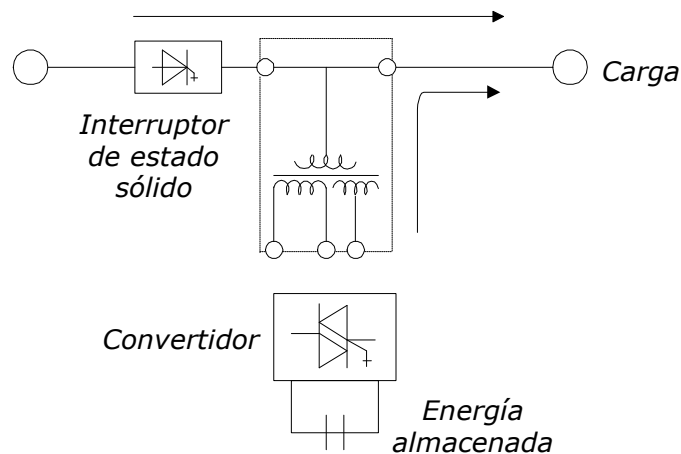 Carga
Interruptor
de estado
sólido
Convertidor
Energía
almacenada